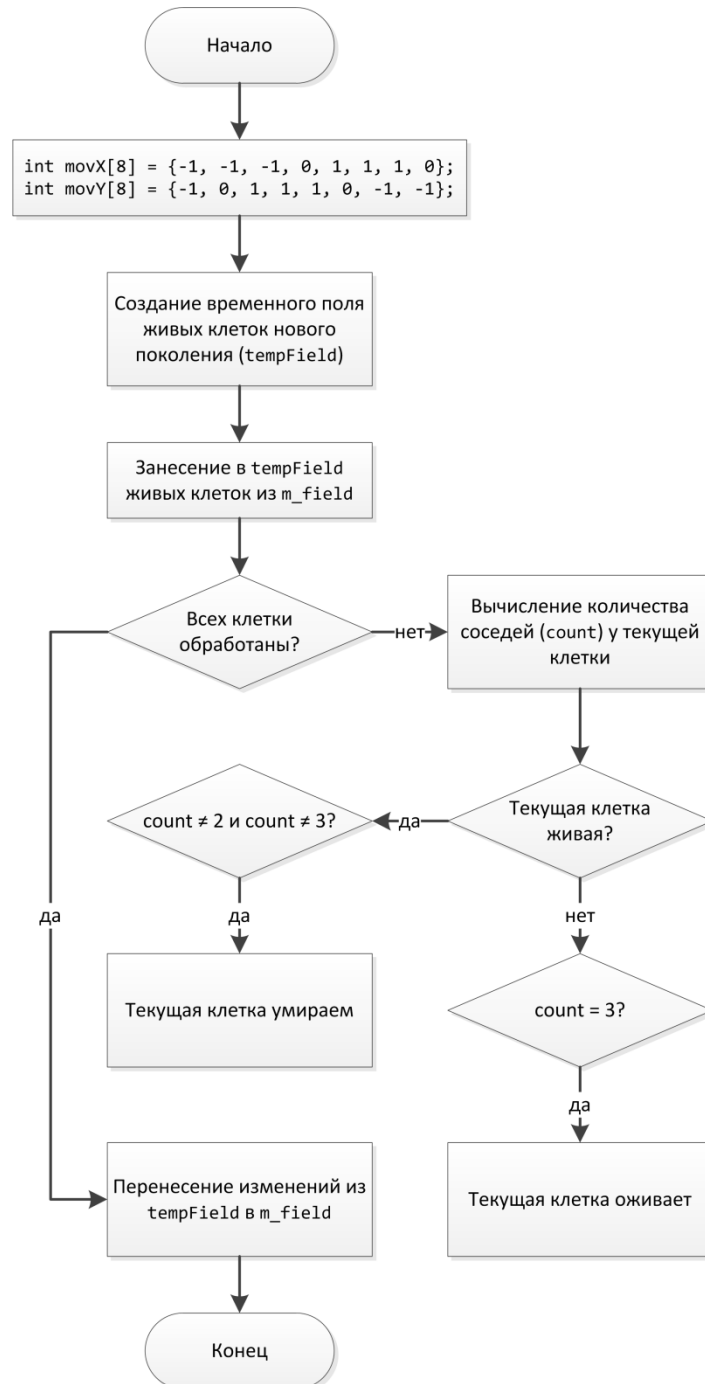 Начало
int movX[8] = {-1, -1, -1, 0, 1, 1, 1, 0};
int movY[8] = {-1, 0, 1, 1, 1, 0, -1, -1};
Создание временного поля
живых клеток нового
поколения (tempField)
Занесение в tempField
живых клеток из m_field
Всех клетки
обработаны?
нет
Вычисление количества
соседей (count) у текущей
клетки
Текущая клетка
живая?
да
count ≠ 2 и count ≠ 3?
да
да
нет
Текущая клетка умираем
count = 3?
да
Перенесение изменений из
tempField в m_field
Текущая клетка оживает
Конец